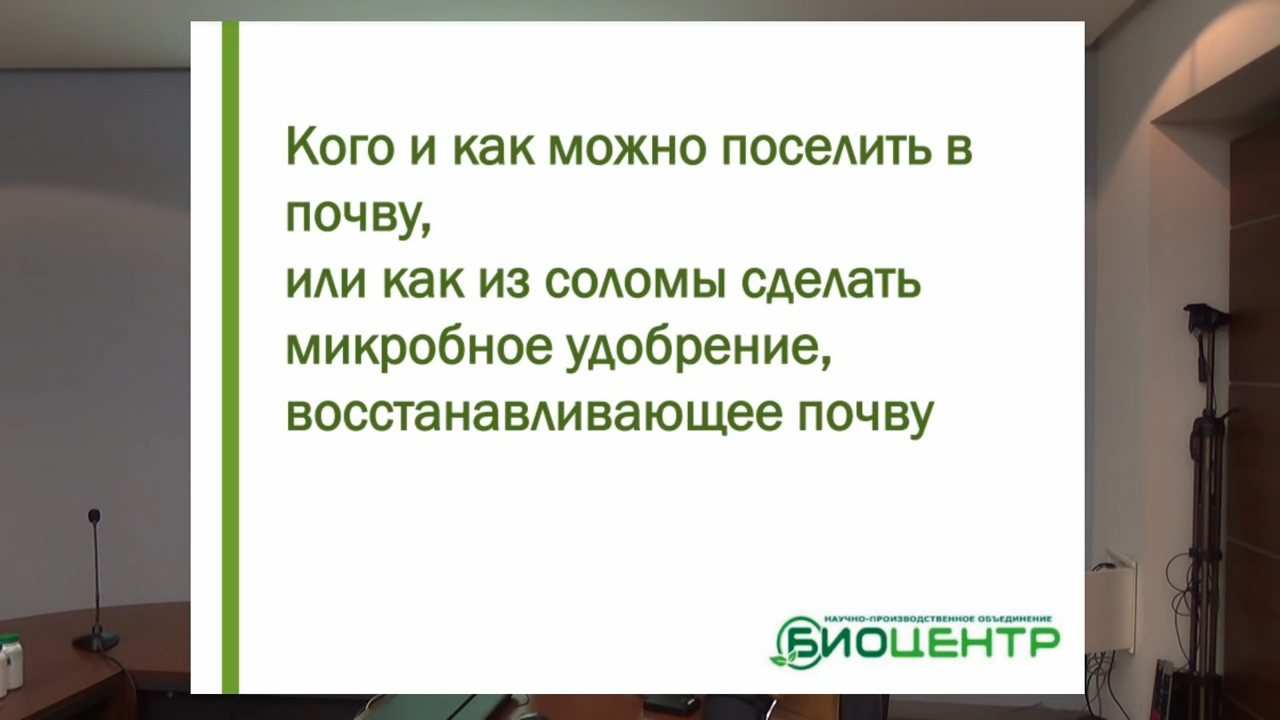 Кого и как можно поселить в
почву,
или как из соломы сделать
микробное удобрение,
восстанавливающее почву
НАУЧНО-ПРОИЗВОДСТВЕННОЕ ОБЪЕДИНЕНИЕ
БИОЦЕНТР